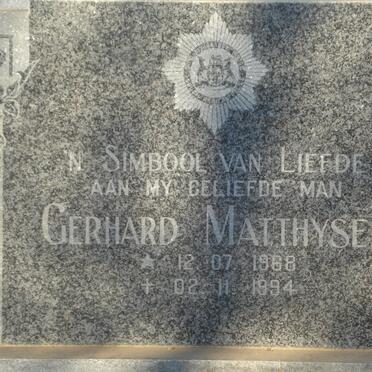 'N SIMBOOL VAN LIEFDE
AAN MY GELIEFDE MAN
GERHARD MATTHYSE
* 12 07 1968
+ 02 11 1994